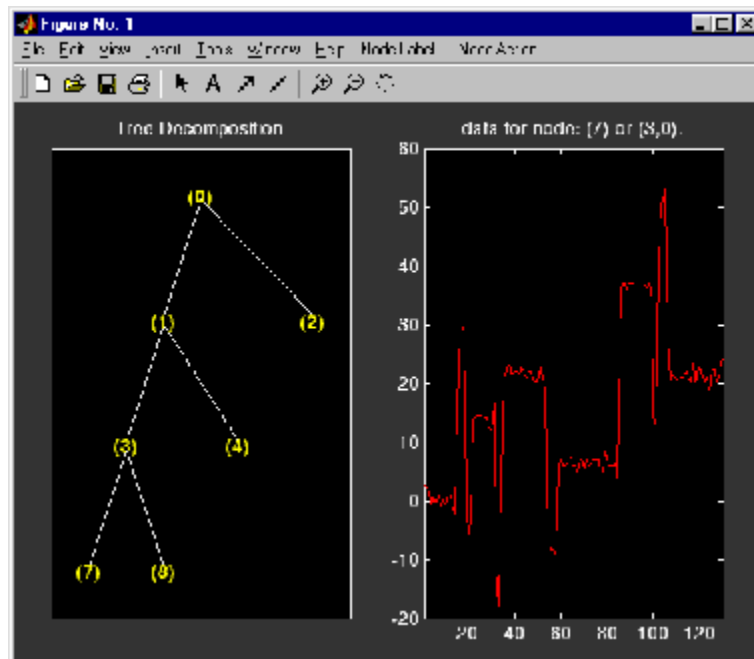 Figure No. 1
File Edit View Insert Tools Window Help Node Label Node Action
A
Tree Decomposition
(0)
(1) (2)
(3) (4)
(7) (8)
data for node: (7) or (3,0).
60
50
40
30
20
10
0
-10
-20
20 40 60 80 100 120